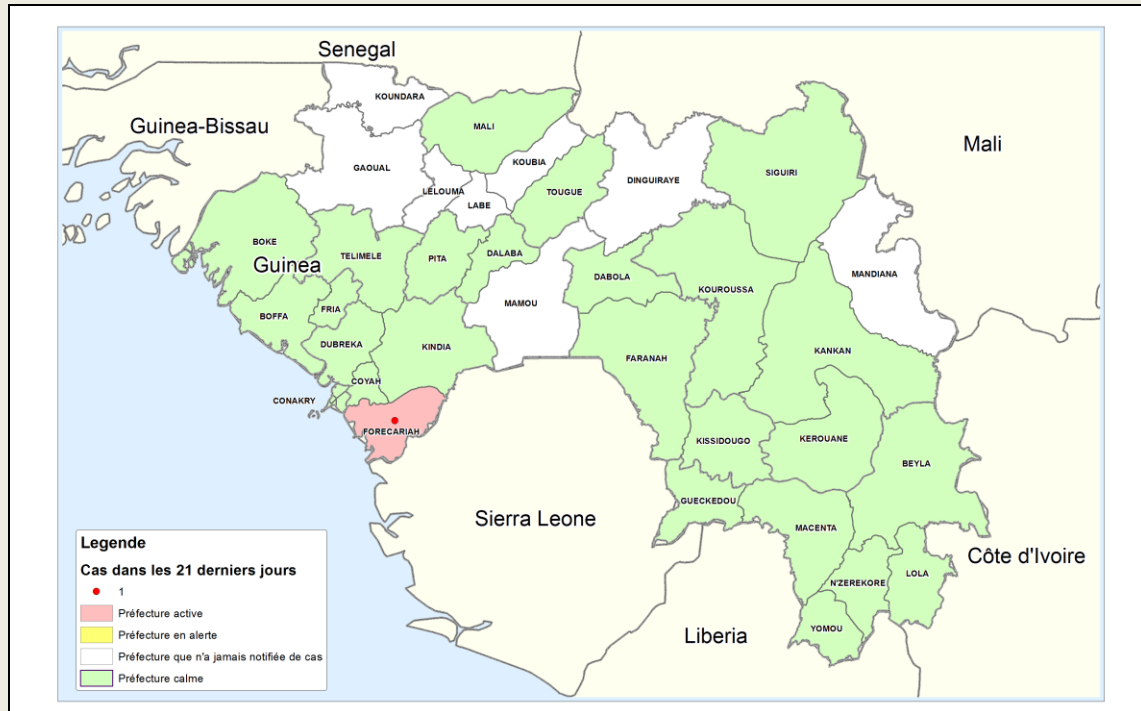 Senegal
KOUNDARA
Guinea-Bissau
MALI
Mali
KOUBIA
GAOUAL
SIGUIRI
DINGUIRAYE
LELOUMA
TOUGUE
LABE
BOKE
TELIMELE
DALABA
PITA
Guinea
MANDIANA
DABOLA
KOUROUSSA
MAMOU
FRIA
BOFFA
DUBREKA
KINDIA
KANKAN
FARANAH
COYAH
CONAKRY
FORECARIAH
KISSIDOUGO
KEROUANE
BEYLA
GUECKEDOU
Sierra Leone
MACENTA
Côte d'Ivoire
LOLA
N'ZEREKORE
YOMOU
Liberia
Legende
Cas dans les 21 derniers jours
1
Préfecture active
Préfecture en alerte
Préfecture que n'a jamais notifiée de cas
Préfecture calme